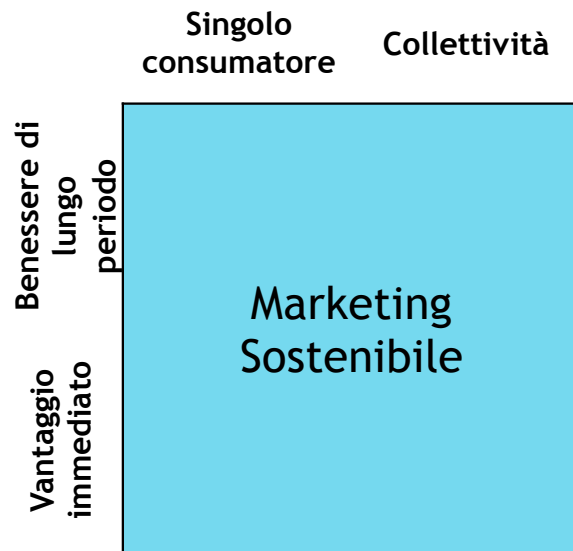 Singolo
consumatore
Collettività
Benessere di
lungo
periodo
Vantaggio
immediato
Marketing
Sostenibile